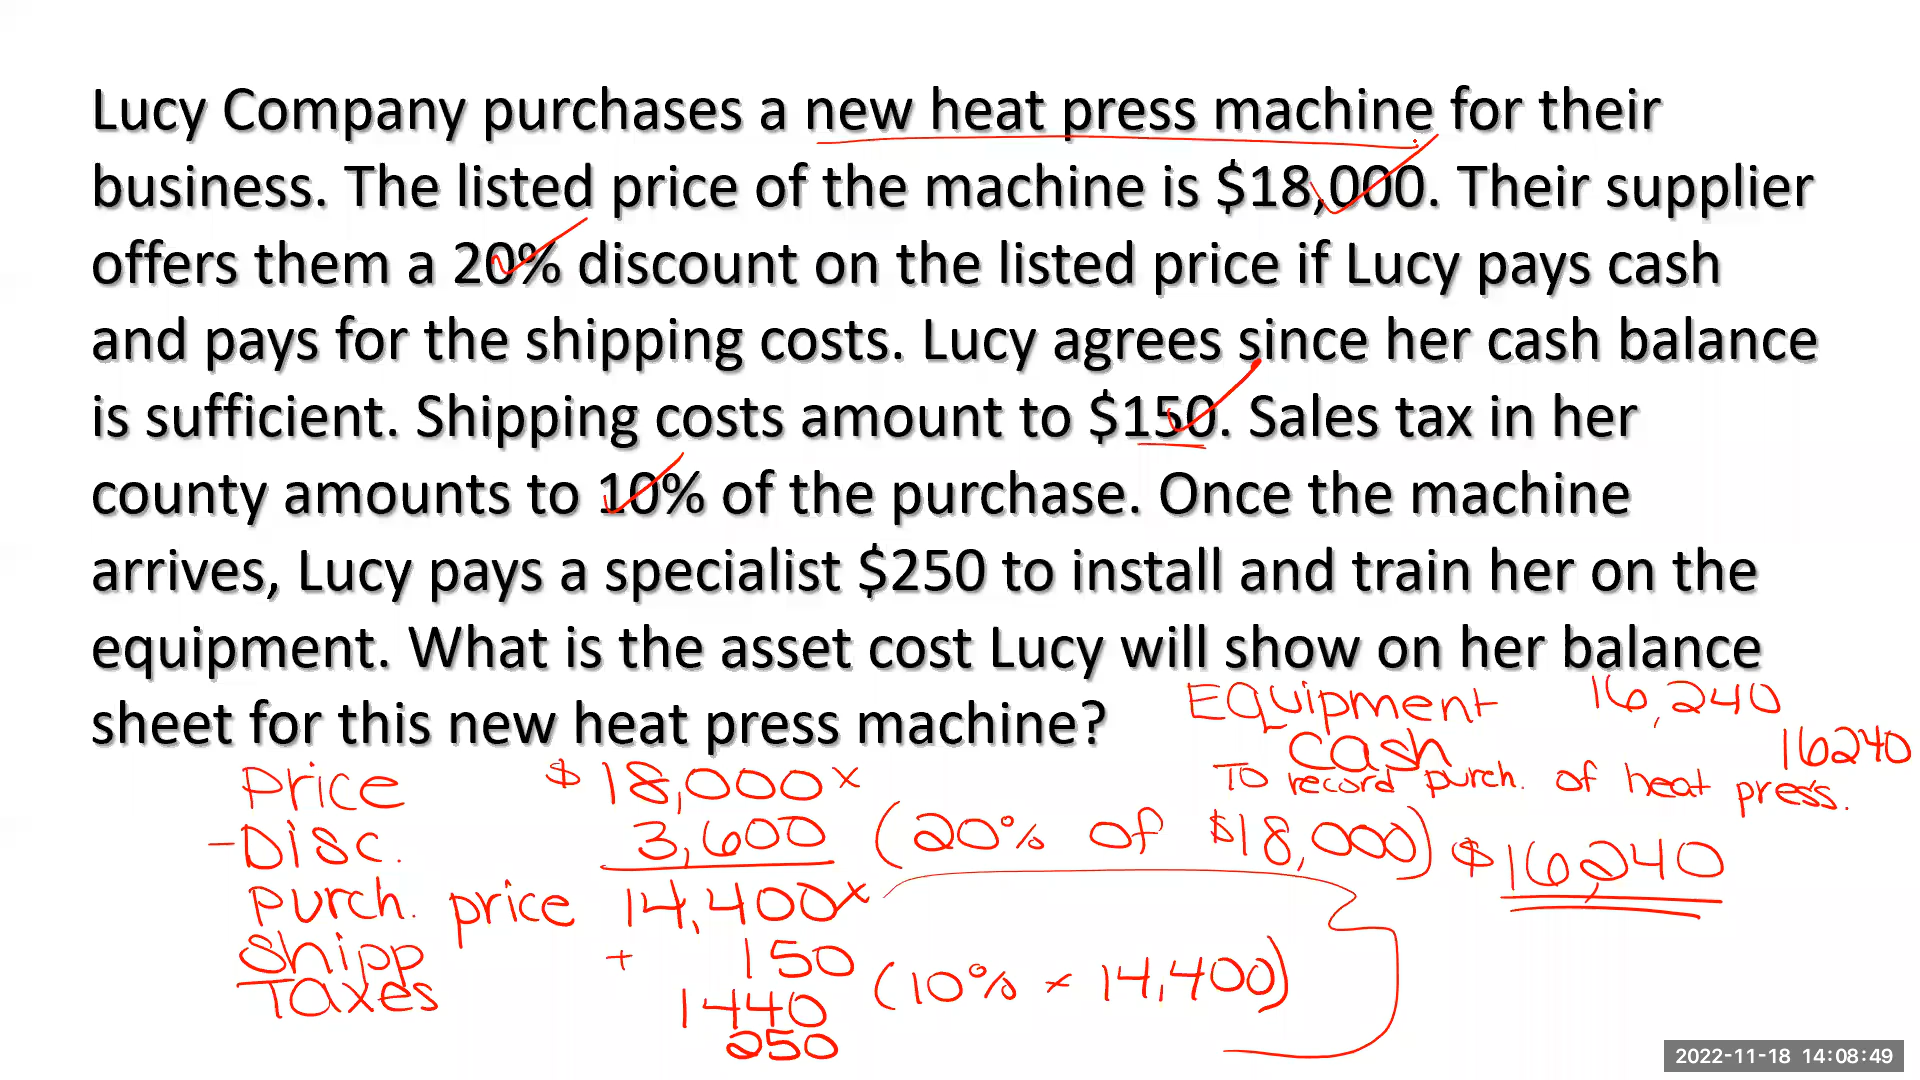 Lucy Company purchases a new heat press machine for their
business. The listed price of the machine is $18,000. Their supplier
offers them a 20% discount on the listed price if Lucy pays cash
and pays for the shipping costs. Lucy agrees since her cash balance
is sufficient. Shipping costs amount to $150. Sales tax in her
county amounts to 10% of the purchase. Once the machine
arrives, Lucy pays a specialist $250 to install and train her on the
equipment. What is the asset cost Lucy will show on her balance
sheet for this new heat press machine?
Equipment 16,240
Cash 16240
To record purch. of heat press.
Price $18,000 x
-Disc. 3,600 (20% of $18,000) $16,240
Purch. price 14,400 x
Shipp + 150
Taxes 1440 (10% x 14,400)
250
2022-11-18 14:08:49